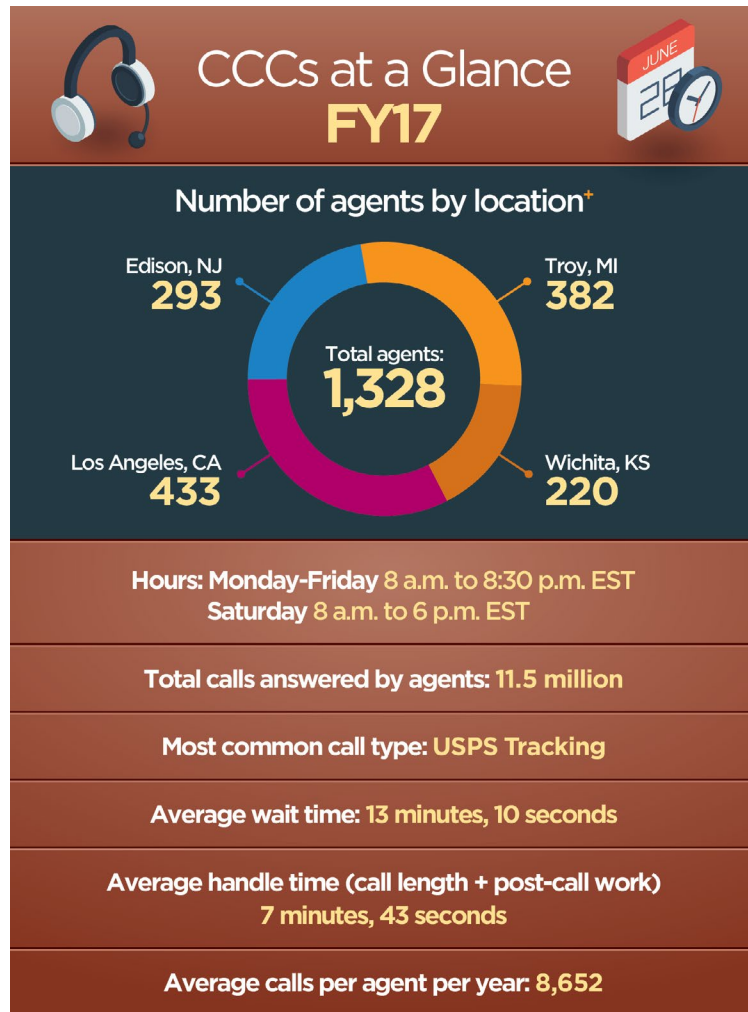 CCCs at a Glance
FY17
JUNE
28
Number of agents by location+
Edison, NJ
293
Troy, MI
382
Total agents:
1,328
Los Angeles, CA
433
Wichita, KS
220
Hours: Monday-Friday 8 a.m. to 8:30 p.m. EST
Saturday 8 a.m. to 6 p.m. EST
Total calls answered by agents: 11.5 million
Most common call type: USPS Tracking
Average wait time: 13 minutes, 10 seconds
Average handle time (call length + post-call work)
7 minutes, 43 seconds
Average calls per agent per year: 8,652